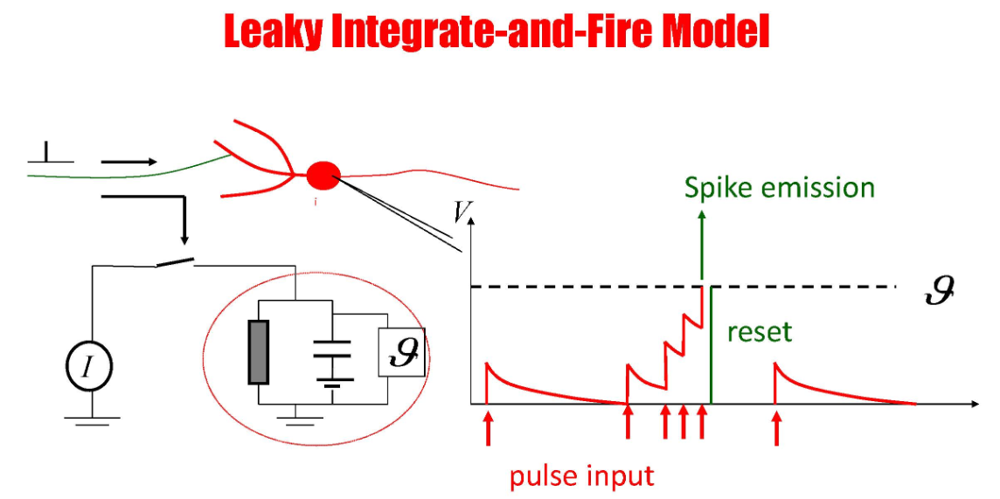 Leaky Integrate-and-Fire Model
i
Spike emission
V
ϑ
reset
I
ϑ
pulse input